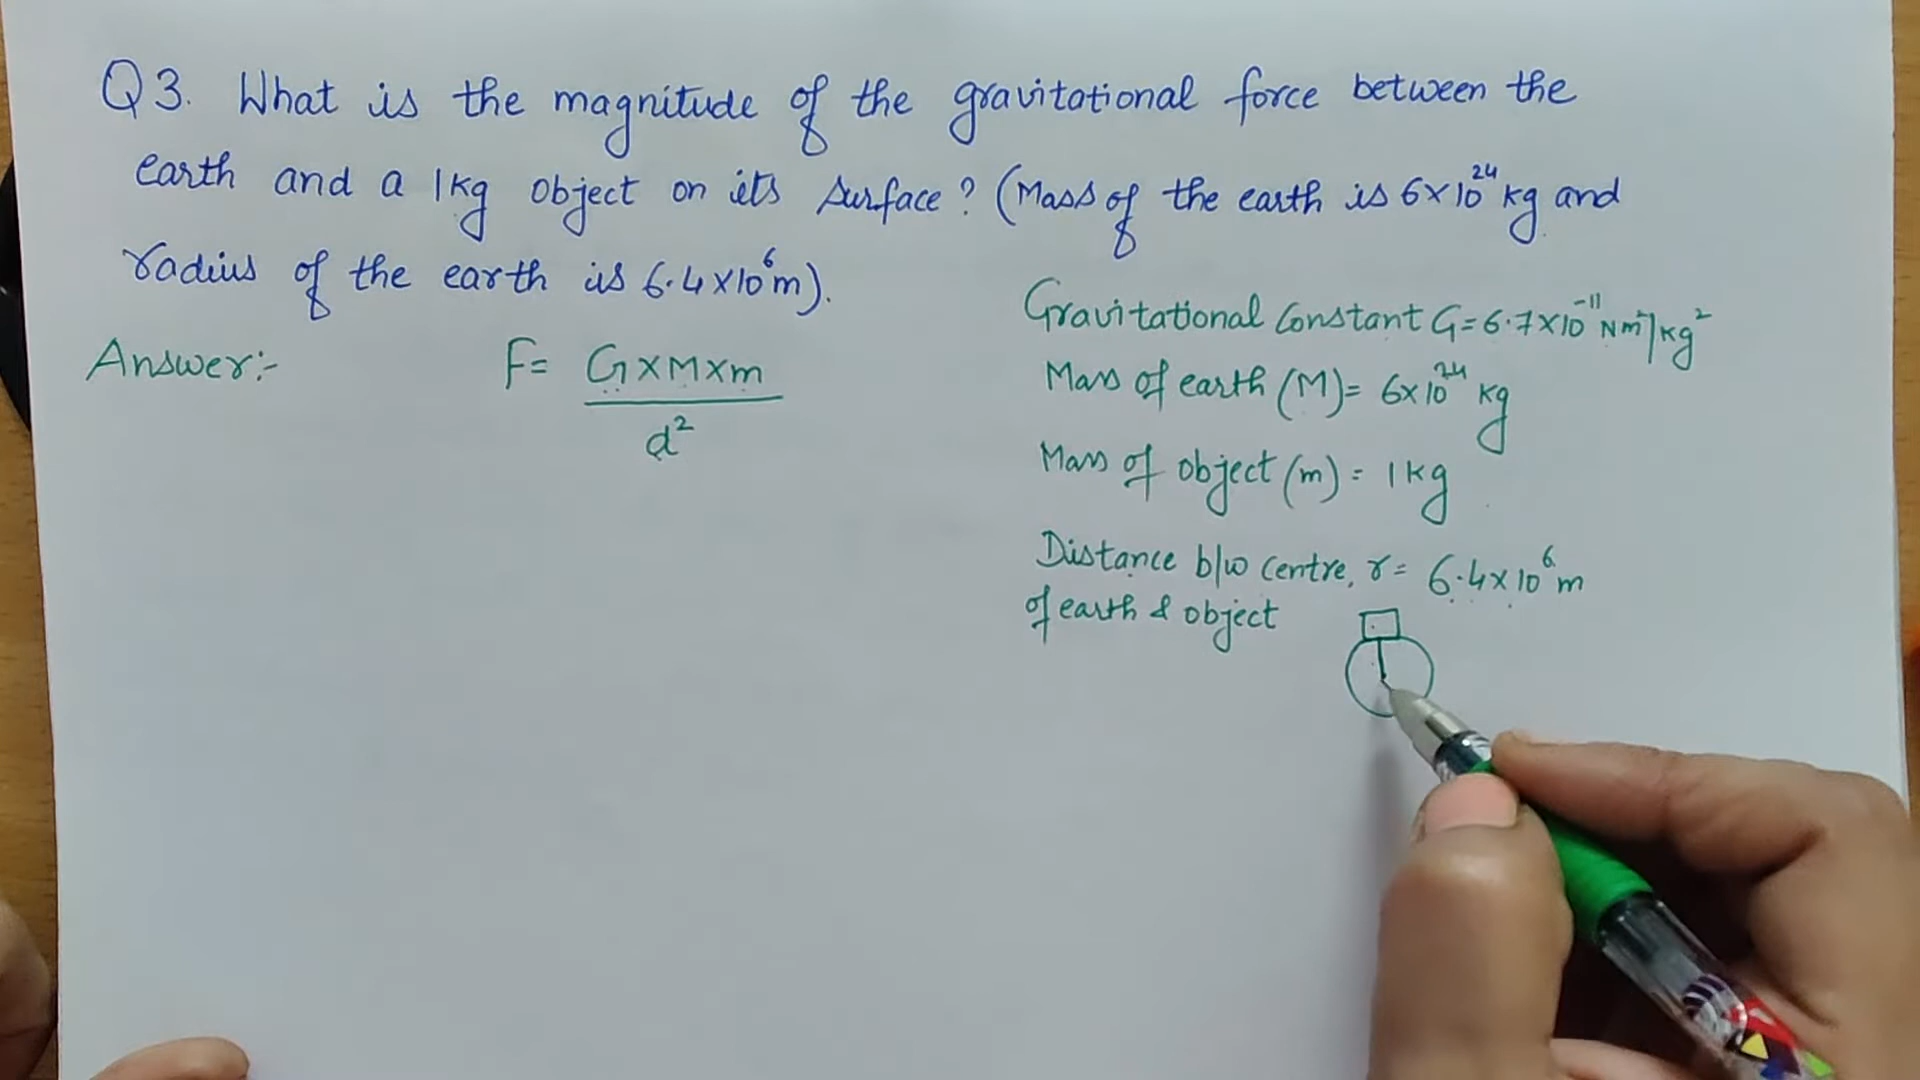 Q3. What is the magnitude of the gravitational force between the
earth and a 1kg object on its surface? (Mass of the earth is 6×10²⁴ kg and
radius of the earth is 6.4×10⁶m).
Answer:-
F= G×M×m
d²
Gravitational Constant G=6.7×10⁻¹¹ Nm²/kg²
Mass of earth (M)= 6×10²⁴ kg
Mass of object (m) = 1kg
Distance b/w centre, r= 6.4×10⁶ m
of earth & object